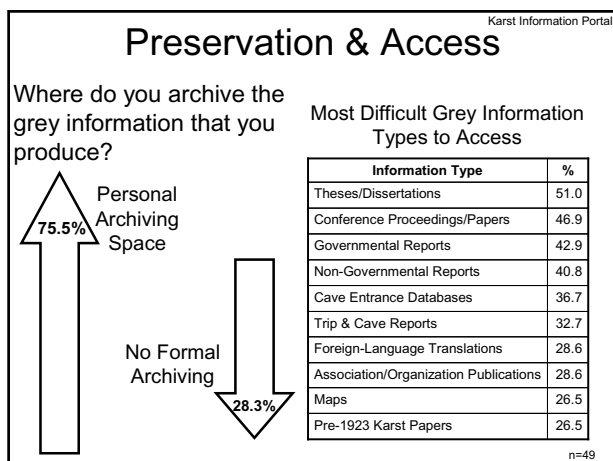 Karst Information Portal
Preservation & Access
Where do you archive the
grey information that you
produce?
75.5%
Personal
Archiving
Space
No Formal
Archiving
28.3%
Most Difficult Grey Information
Types to Access
Information Type %
Theses/Dissertations 51.0
Conference Proceedings/Papers 46.9
Governmental Reports 42.9
Non-Governmental Reports 40.8
Cave Entrance Databases 36.7
Trip & Cave Reports 32.7
Foreign-Language Translations 28.6
Association/Organization Publications 28.6
Maps 26.5
Pre-1923 Karst Papers 26.5
n=49